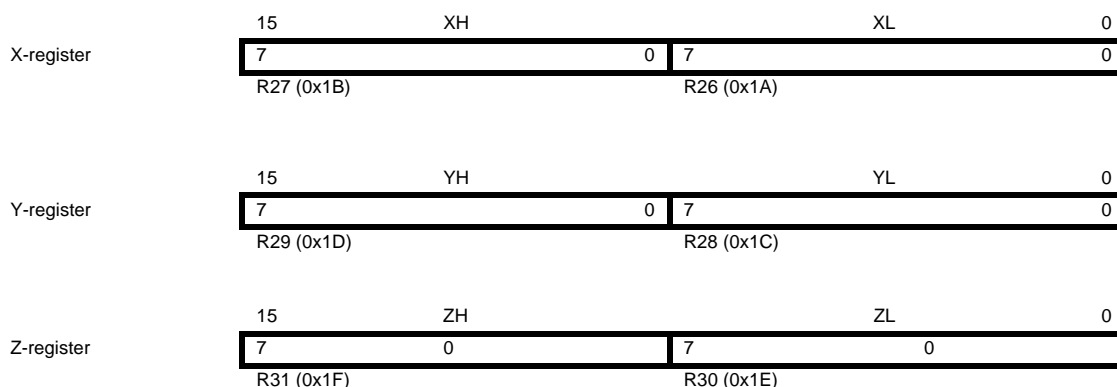 15 XH XL 0
X-register 7 0 7 0
R27 (0x1B) R26 (0x1A)
15 YH YL 0
Y-register 7 0 7 0
R29 (0x1D) R28 (0x1C)
15 ZH ZL 0
Z-register 7 0 7 0
R31 (0x1F) R30 (0x1E)